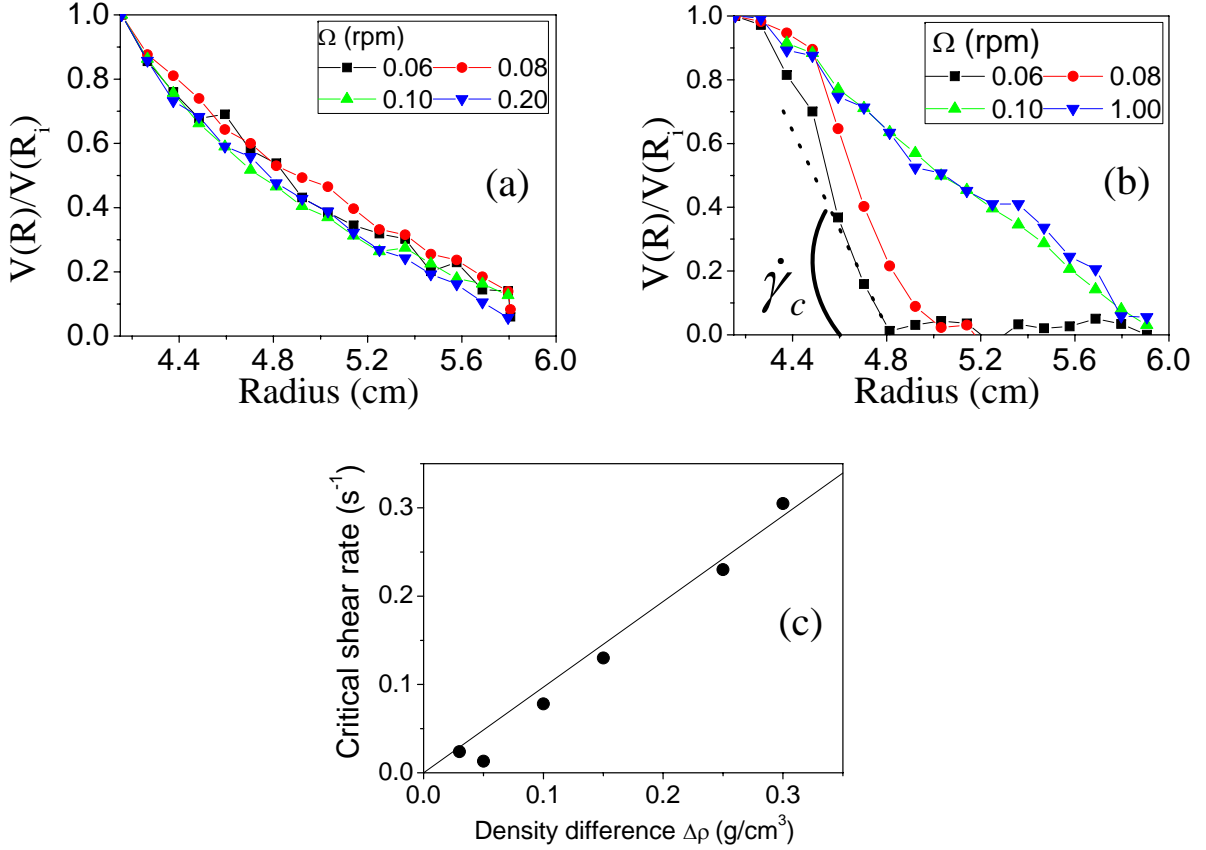 1.0
0.8
0.6
0.4
0.2
0.0
V(R)/V(R_i)
Ω (rpm)
0.06 0.08
0.10 0.20
(a)
4.4 4.8 5.2 5.6 6.0
Radius (cm)
1.0
0.8
0.6
0.4
0.2
0.0
V(R)/V(R_i)
Ω (rpm)
0.06 0.08
0.10 1.00
(b)
γ̇_c
4.4 4.8 5.2 5.6 6.0
Radius (cm)
0.3
0.2
0.1
0.0
Critical shear rate (s⁻¹)
(c)
0.0 0.1 0.2 0.3
Density difference Δρ (g/cm³)